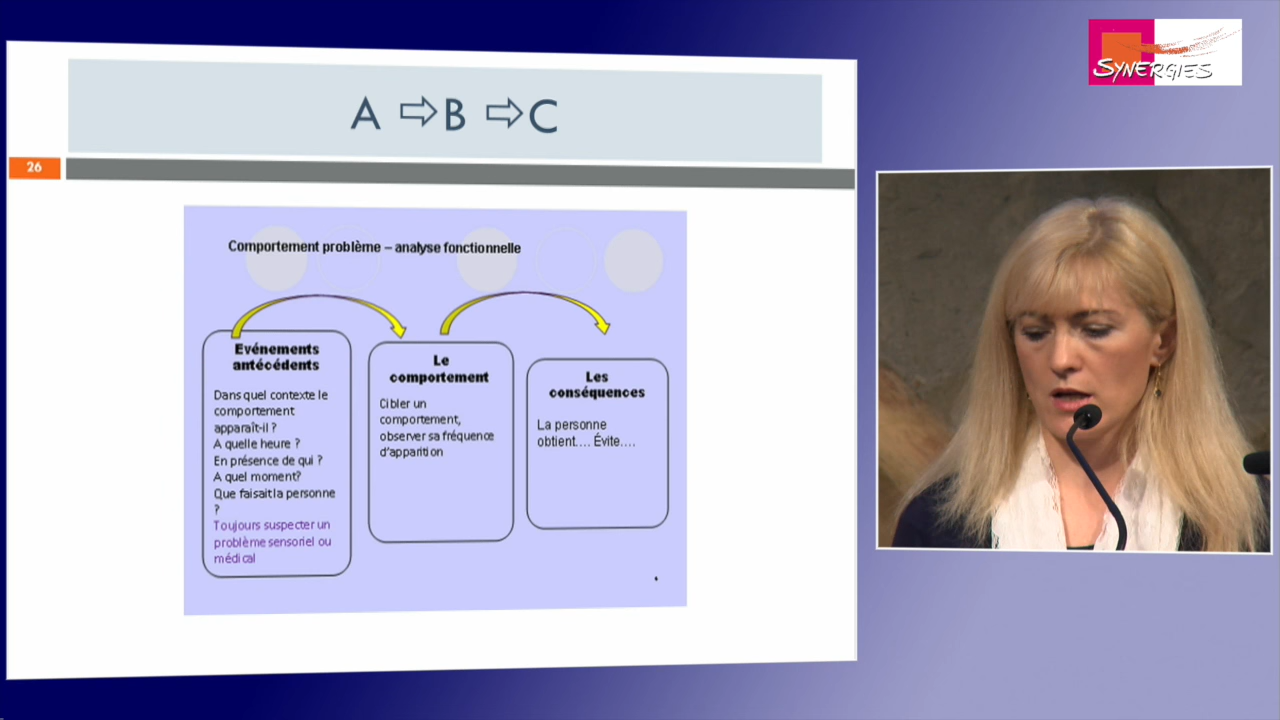 SYNERGIES
A ⇨B ⇨C
26
Comportement problème – analyse fonctionnelle
Evénements
antécédents
Dans quel contexte le
comportement
apparaît-il ?
A quelle heure ?
En présence de qui ?
A quel moment?
Que faisait la personne
?
Toujours suspecter un
problème sensoriel ou
médical
Le
comportement
Cibler un
comportement,
observer sa fréquence
d'apparition
Les
conséquences
La personne
obtient.... Évite....